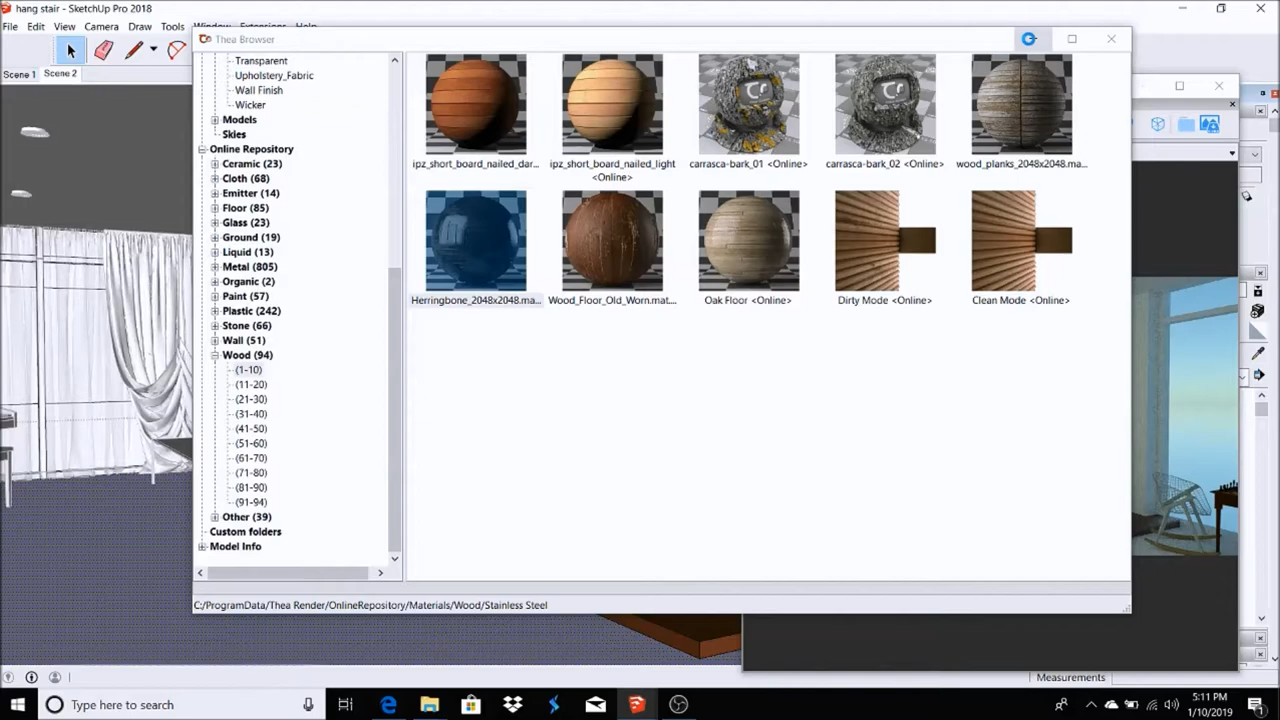 hang stair - SketchUp Pro 2018
File Edit View Camera Draw Tools Window Extensions Help
Thea Browser
Scene 1 Scene 2
Transparent
Upholstery_Fabric
Wall Finish
Wicker
Models
Skies
Online Repository
Ceramic (23)
Cloth (68)
Emitter (14)
Floor (85)
Glass (23)
Ground (19)
Liquid (13)
Metal (805)
Organic (2)
Paint (57)
Plastic (242)
Stone (66)
Wall (51)
Wood (94)
(1-10)
(11-20)
(21-30)
(31-40)
(41-50)
(51-60)
(61-70)
(71-80)
(81-90)
(91-94)
Other (39)
Custom folders
Model Info
ipz_short_board_nailed_dar...
ipz_short_board_nailed_light <Online>
carrasca-bark_01 <Online>
carrasca-bark_02 <Online>
wood_planks_2048x2048.ma...
Herringbone_2048x2048.ma...
Wood_Floor_Old_Worn.mat....
Oak Floor <Online>
Dirty Mode <Online>
Clean Mode <Online>
C:/ProgramData/Thea Render/OnlineRepository/Materials/Wood/Stainless Steel
Measurements
Type here to search
5:11 PM
1/10/2019